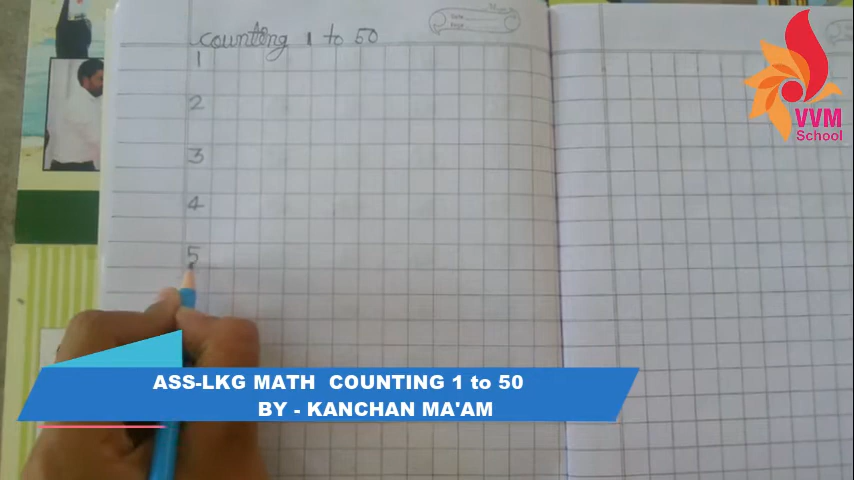 counting 1 to 50
1
2
3
4
5
VVM
School
ASS-LKG MATH COUNTING 1 to 50
BY - KANCHAN MA'AM